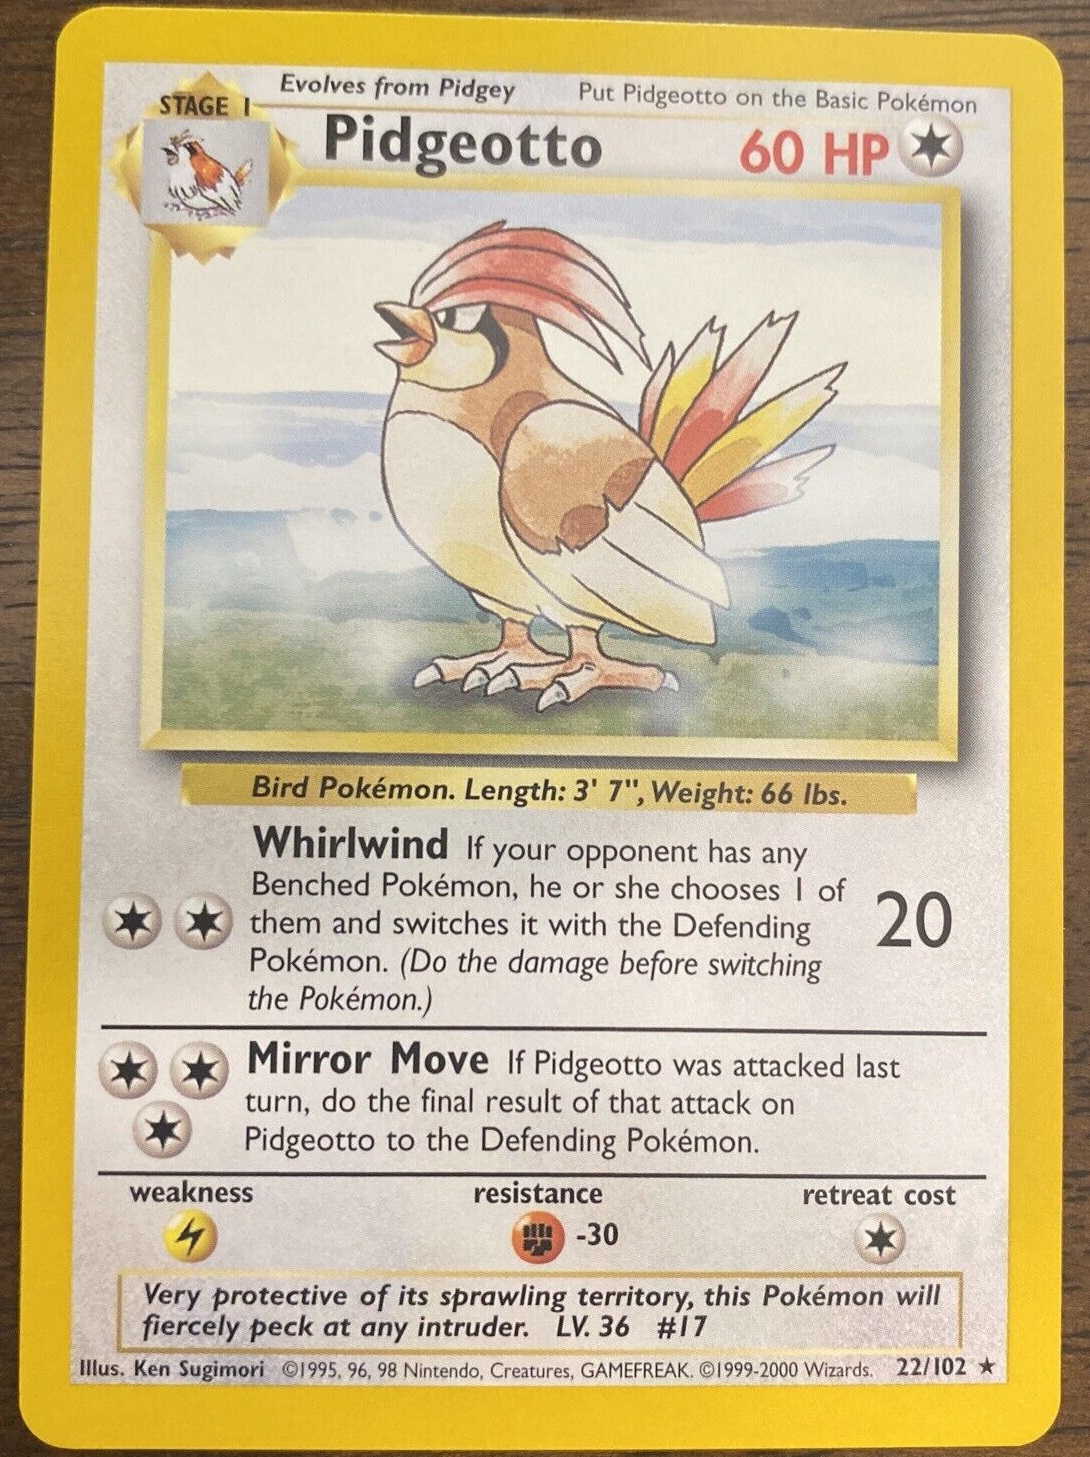 Evolves from Pidgey Put Pidgeotto on the Basic Pokémon
STAGE 1
Pidgeotto 60 HP
Bird Pokémon. Length: 3' 7", Weight: 66 lbs.
Whirlwind If your opponent has any
Benched Pokémon, he or she chooses 1 of
them and switches it with the Defending
Pokémon. (Do the damage before switching
the Pokémon.)
20
Mirror Move If Pidgeotto was attacked last
turn, do the final result of that attack on
Pidgeotto to the Defending Pokémon.
weakness resistance retreat cost
-30
Very protective of its sprawling territory, this Pokémon will
fiercely peck at any intruder. LV. 36 #17
Illus. Ken Sugimori ©1995, 96, 98 Nintendo, Creatures, GAMEFREAK. ©1999-2000 Wizards. 22/102 ★